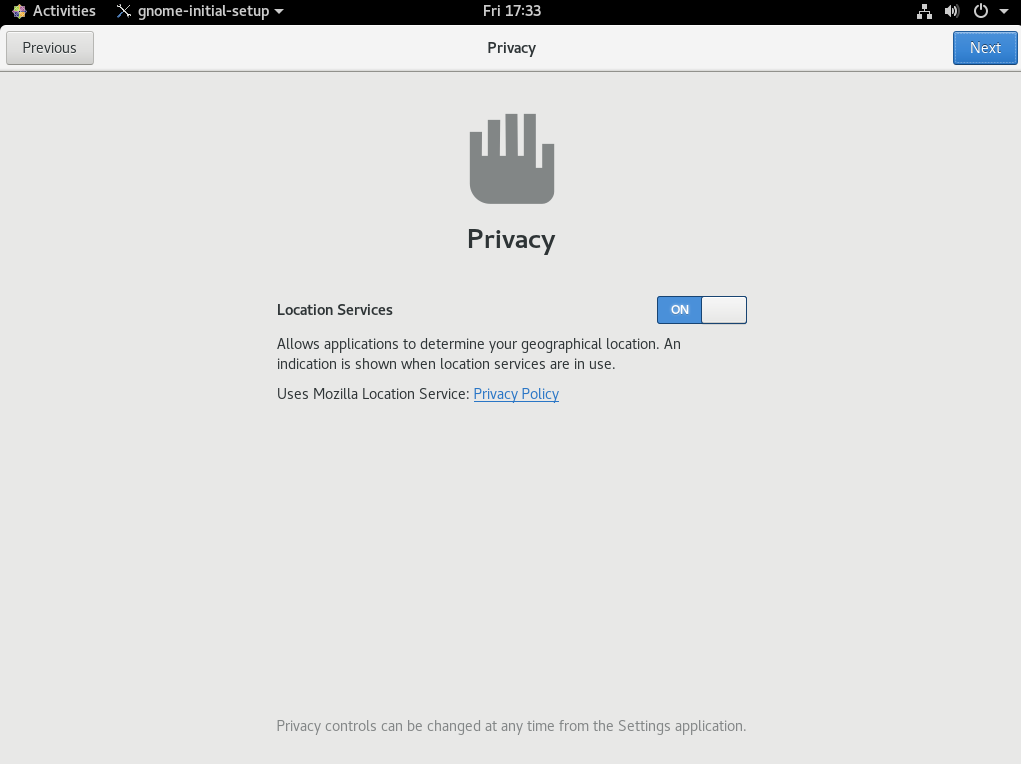 Activities gnome-initial-setup Fri 17:33
Previous Privacy Next
Privacy
Location Services ON
Allows applications to determine your geographical location. An
indication is shown when location services are in use.
Uses Mozilla Location Service: Privacy Policy
Privacy controls can be changed at any time from the Settings application.